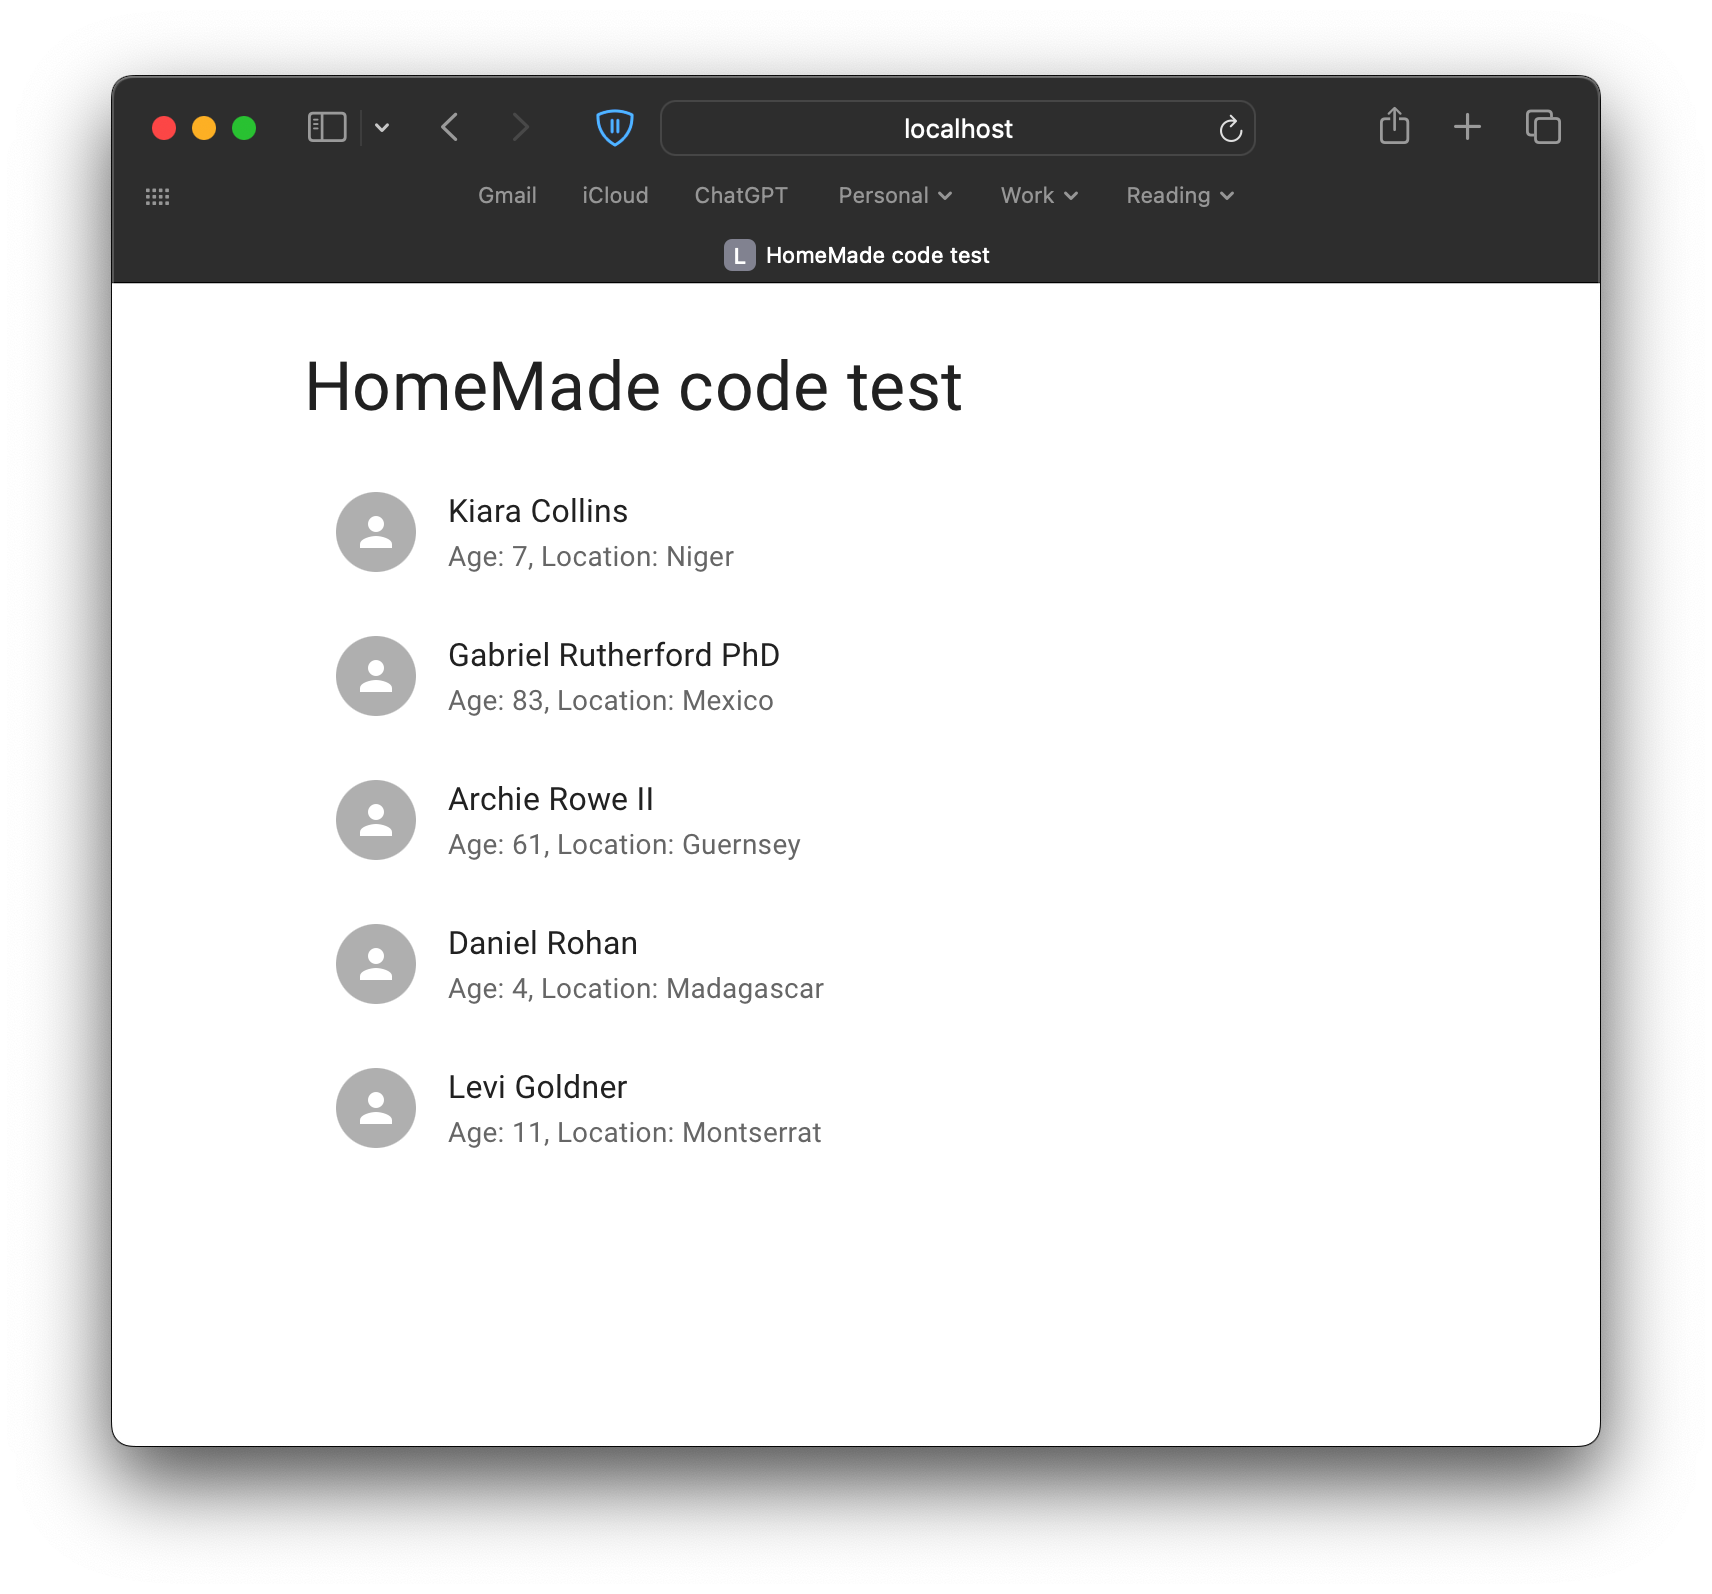 localhost
Gmail iCloud ChatGPT Personal Work Reading
L HomeMade code test
HomeMade code test
Kiara Collins
Age: 7, Location: Niger
Gabriel Rutherford PhD
Age: 83, Location: Mexico
Archie Rowe II
Age: 61, Location: Guernsey
Daniel Rohan
Age: 4, Location: Madagascar
Levi Goldner
Age: 11, Location: Montserrat